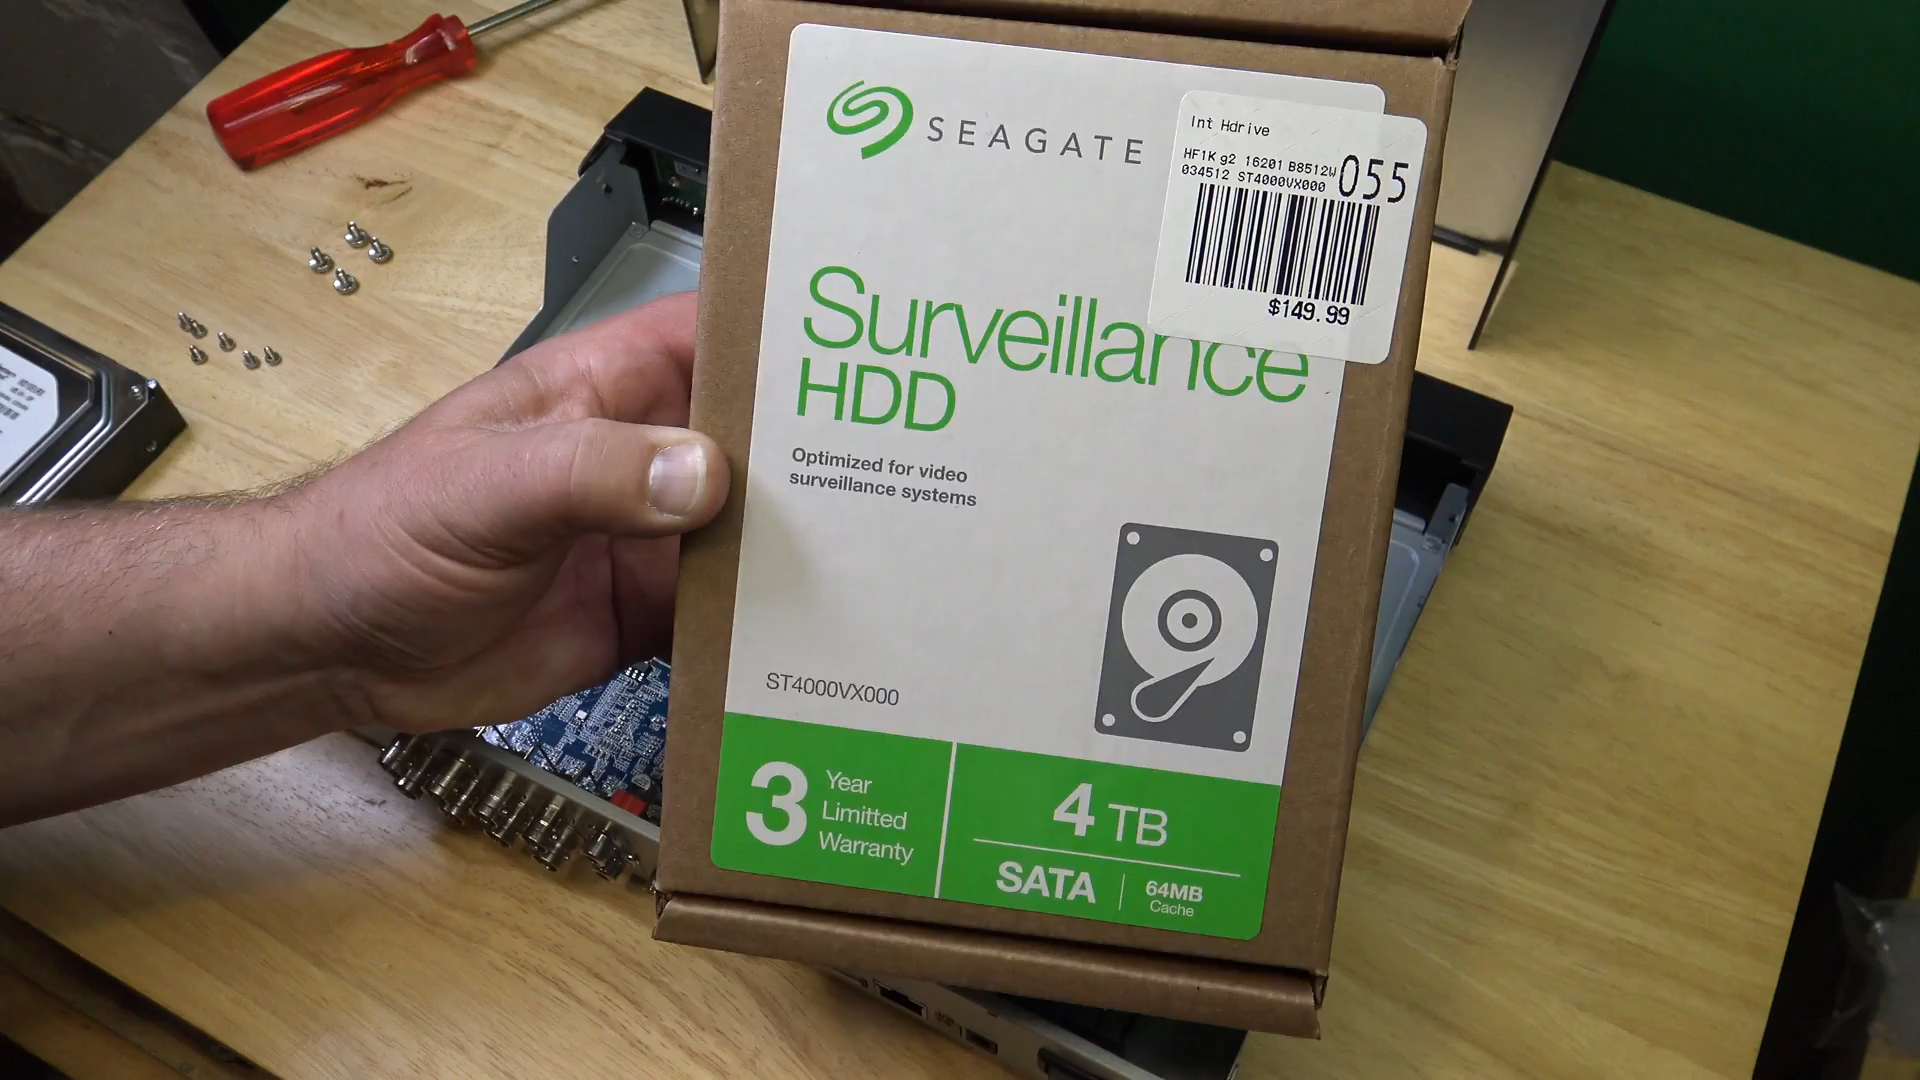 SEAGATE
Int Hdrive
HF1K g2 16201 B8512W
034512 ST4000VX000
055
$149.99
Surveillance
HDD
Optimized for video
surveillance systems
ST4000VX000
3 Year
Limitted
Warranty
4 TB
SATA
64MB
Cache